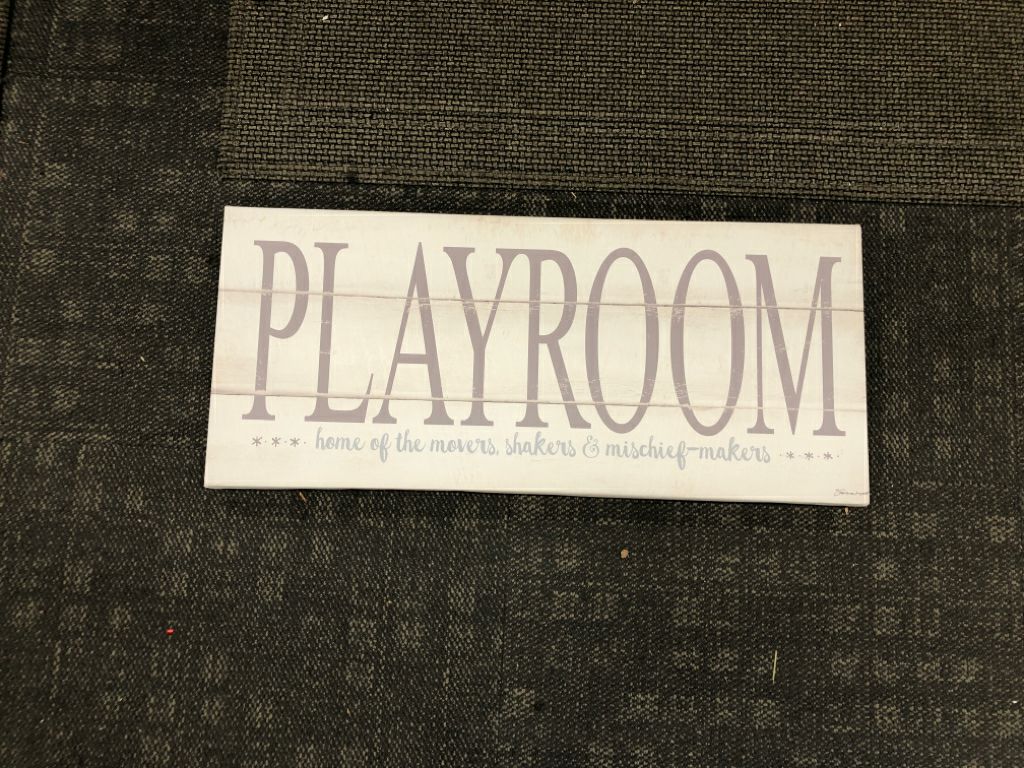 PLAYROOM
*·*·*· home of the movers, shakers & mischief-makers ·*·*·*·